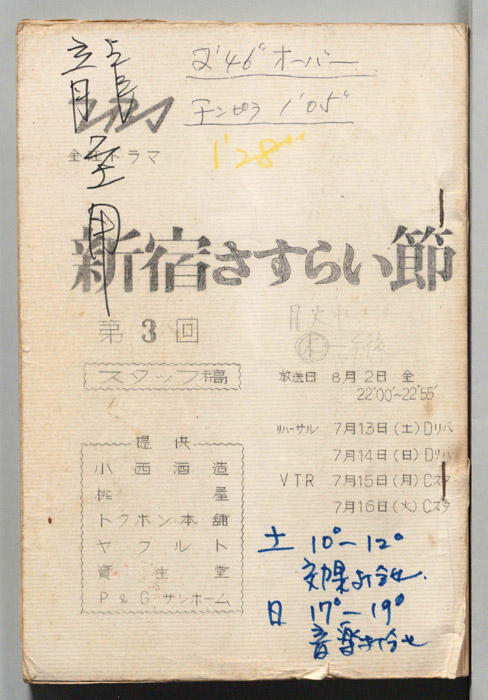 2'46" オーバー
チンピラ 1'05"
1'28"
全社ドラマ
新宿さすらい節
第3回
月火
スタッフ稿
放送日 8月2日 金
22'00'~22'55'
リハーサル 7月13日(土)Dリハ
7月14日(日)Dリハ
VTR 7月15日(月)Cスタ
7月16日(火)Cスタ
提供
小西酒造
桃屋
トクホン本舗
ヤクルト
資生堂
P&G.サンホーム
土 10°-12°
効果打合せ.
日 17°-19°
音楽打合せ